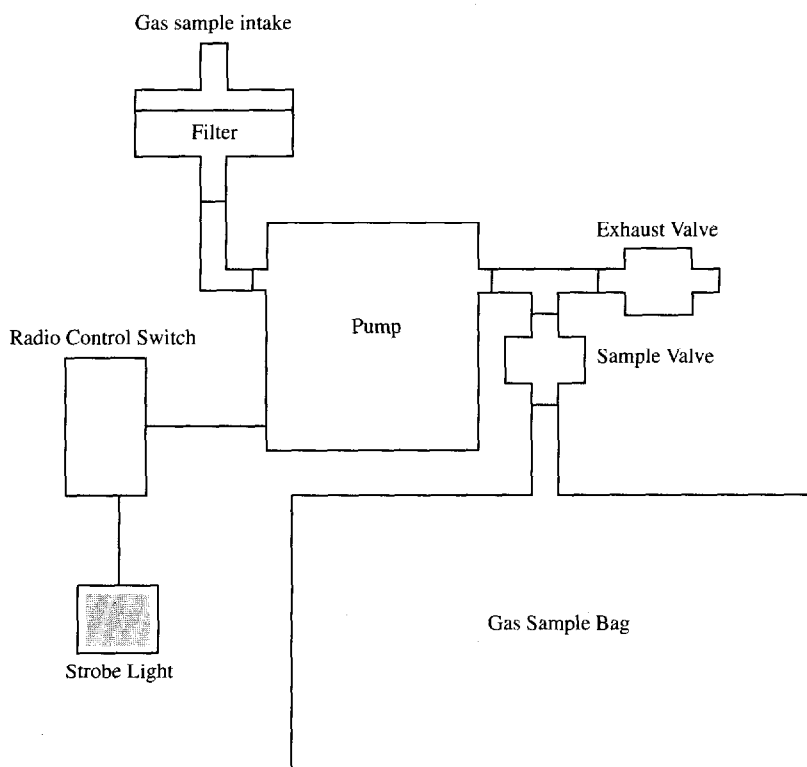 Gas sample intake
Filter
Exhaust Valve
Pump
Radio Control Switch
Sample Valve
Gas Sample Bag
Strobe Light